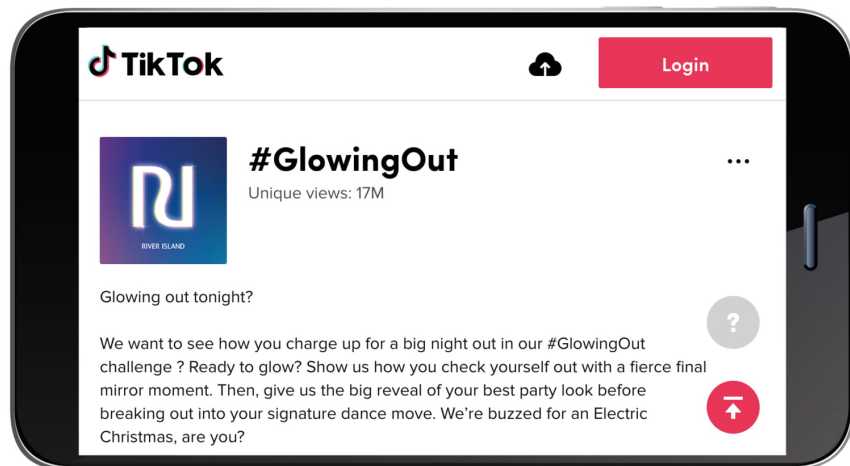 TikTok
Login
#GlowingOut
Unique views: 17M
RIVER ISLAND
Glowing out tonight?
We want to see how you charge up for a big night out in our #GlowingOut
challenge ? Ready to glow? Show us how you check yourself out with a fierce final
mirror moment. Then, give us the big reveal of your best party look before
breaking out into your signature dance move. We’re buzzed for an Electric
Christmas, are you?
?